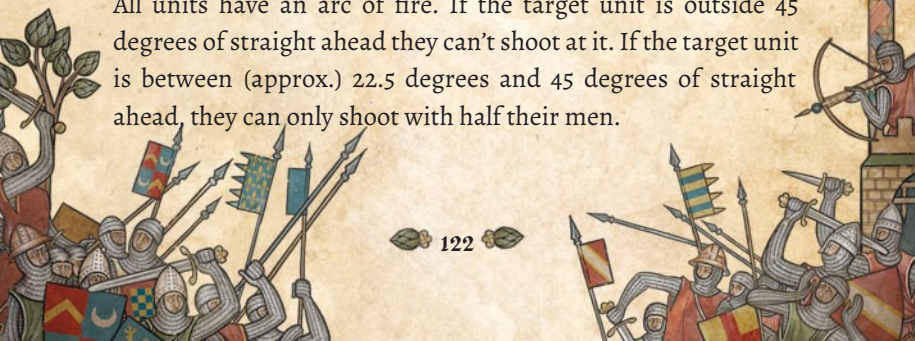 All units have an arc of fire. If the target unit is outside 45
degrees of straight ahead they can’t shoot at it. If the target unit
is between (approx.) 22.5 degrees and 45 degrees of straight
ahead, they can only shoot with half their men.
122